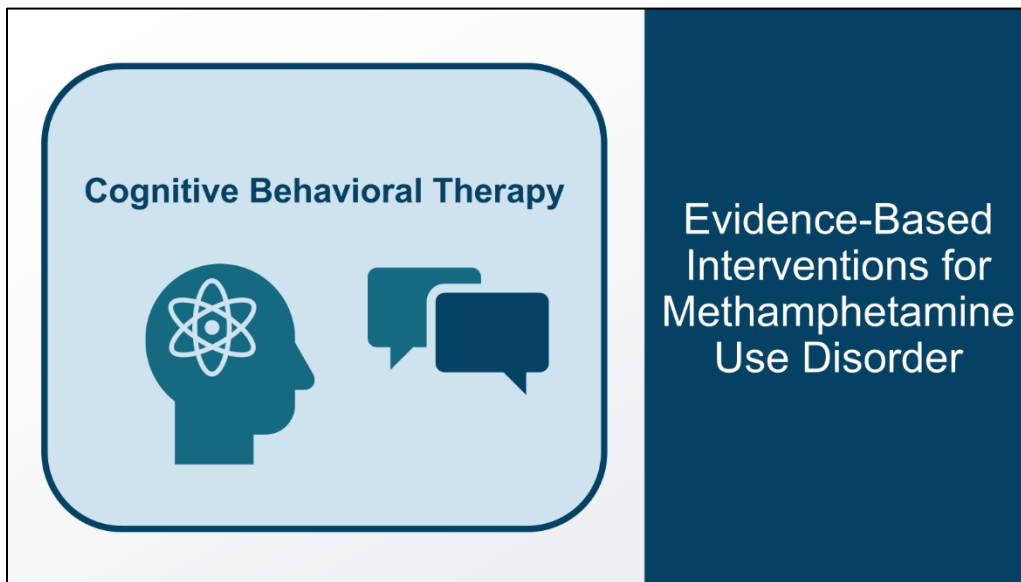 Cognitive Behavioral Therapy
Evidence-Based
Interventions for
Methamphetamine
Use Disorder